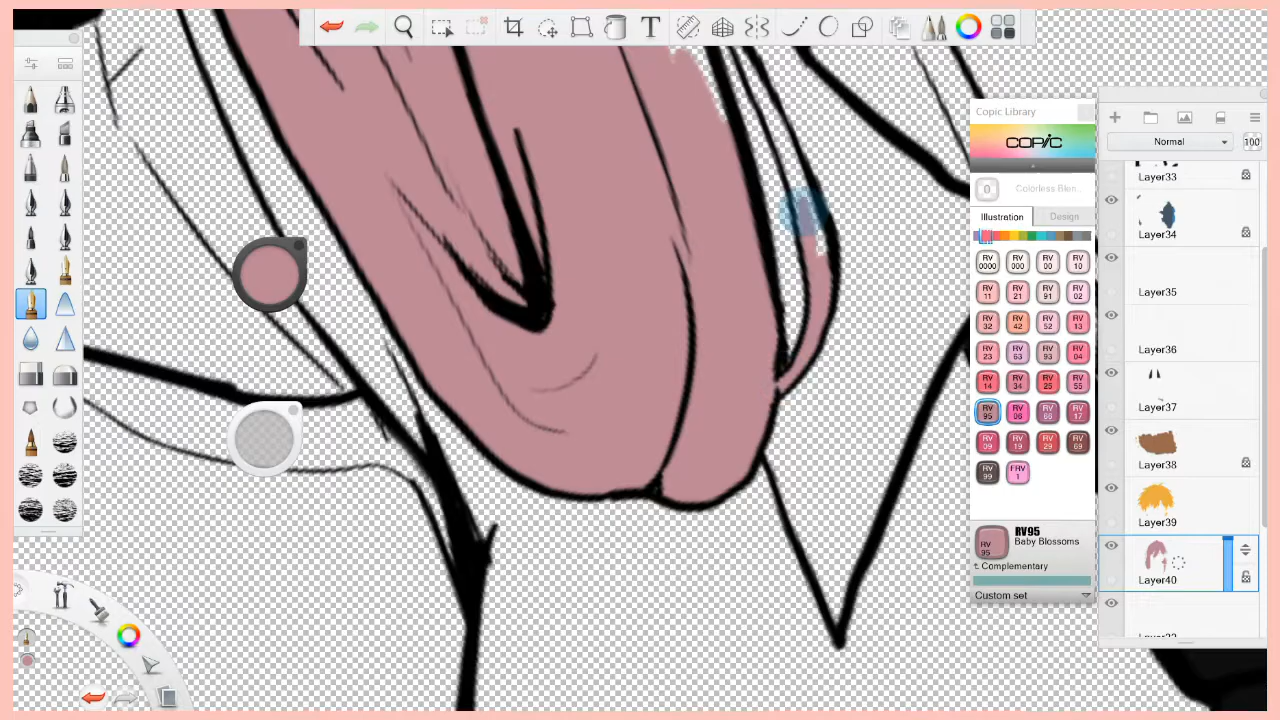 T
Copic Library
COPIC
0 Colorless Blen...
Illustration Design
RV 0000 RV 000 RV 00 RV 10
RV 11 RV 21 RV 91 RV 02
RV 32 RV 42 RV 52 RV 13
RV 23 RV 63 RV 93 RV 04
RV 14 RV 34 RV 25 RV 55
RV 95 RV 06 RV 66 RV 17
RV 09 RV 19 RV 29 RV 69
RV 99 FRV 1
RV 95 RV95
Baby Blossoms
Complementary
Custom set
Normal 100
Layer33
Layer34
Layer35
Layer36
Layer37
Layer38
Layer39
Layer40